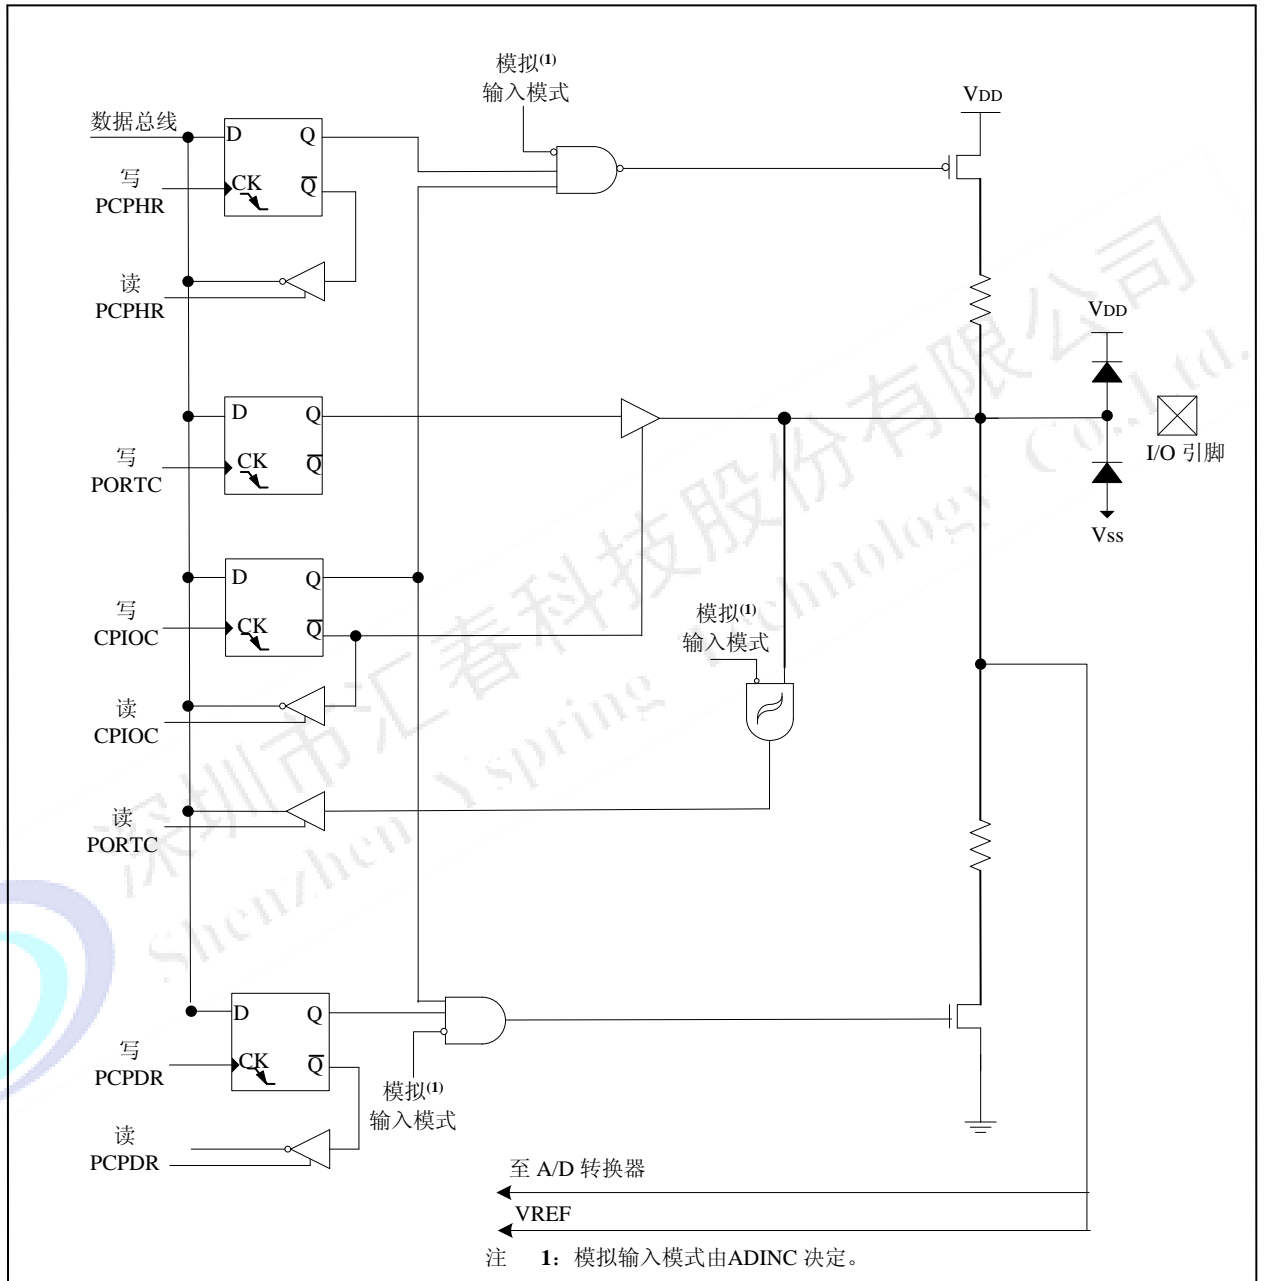 模拟(1)
输入模式
VDD
数据总线
D
Q
写
PCPHR
CK
Q
读
PCPHR
VDD
D
Q
写
PORTC
CK
Q
I/O 引脚
Vss
D
Q
写
CPIOC
CK
Q
模拟(1)
输入模式
读
CPIOC
读
PORTC
D
Q
写
PCPDR
CK
Q
模拟(1)
输入模式
读
PCPDR
至 A/D 转换器
VREF
注 1: 模拟输入模式由ADINC 决定。
深圳市汇春科技股份有限公司
Shenzhen Yspring Technology Co., Ltd.